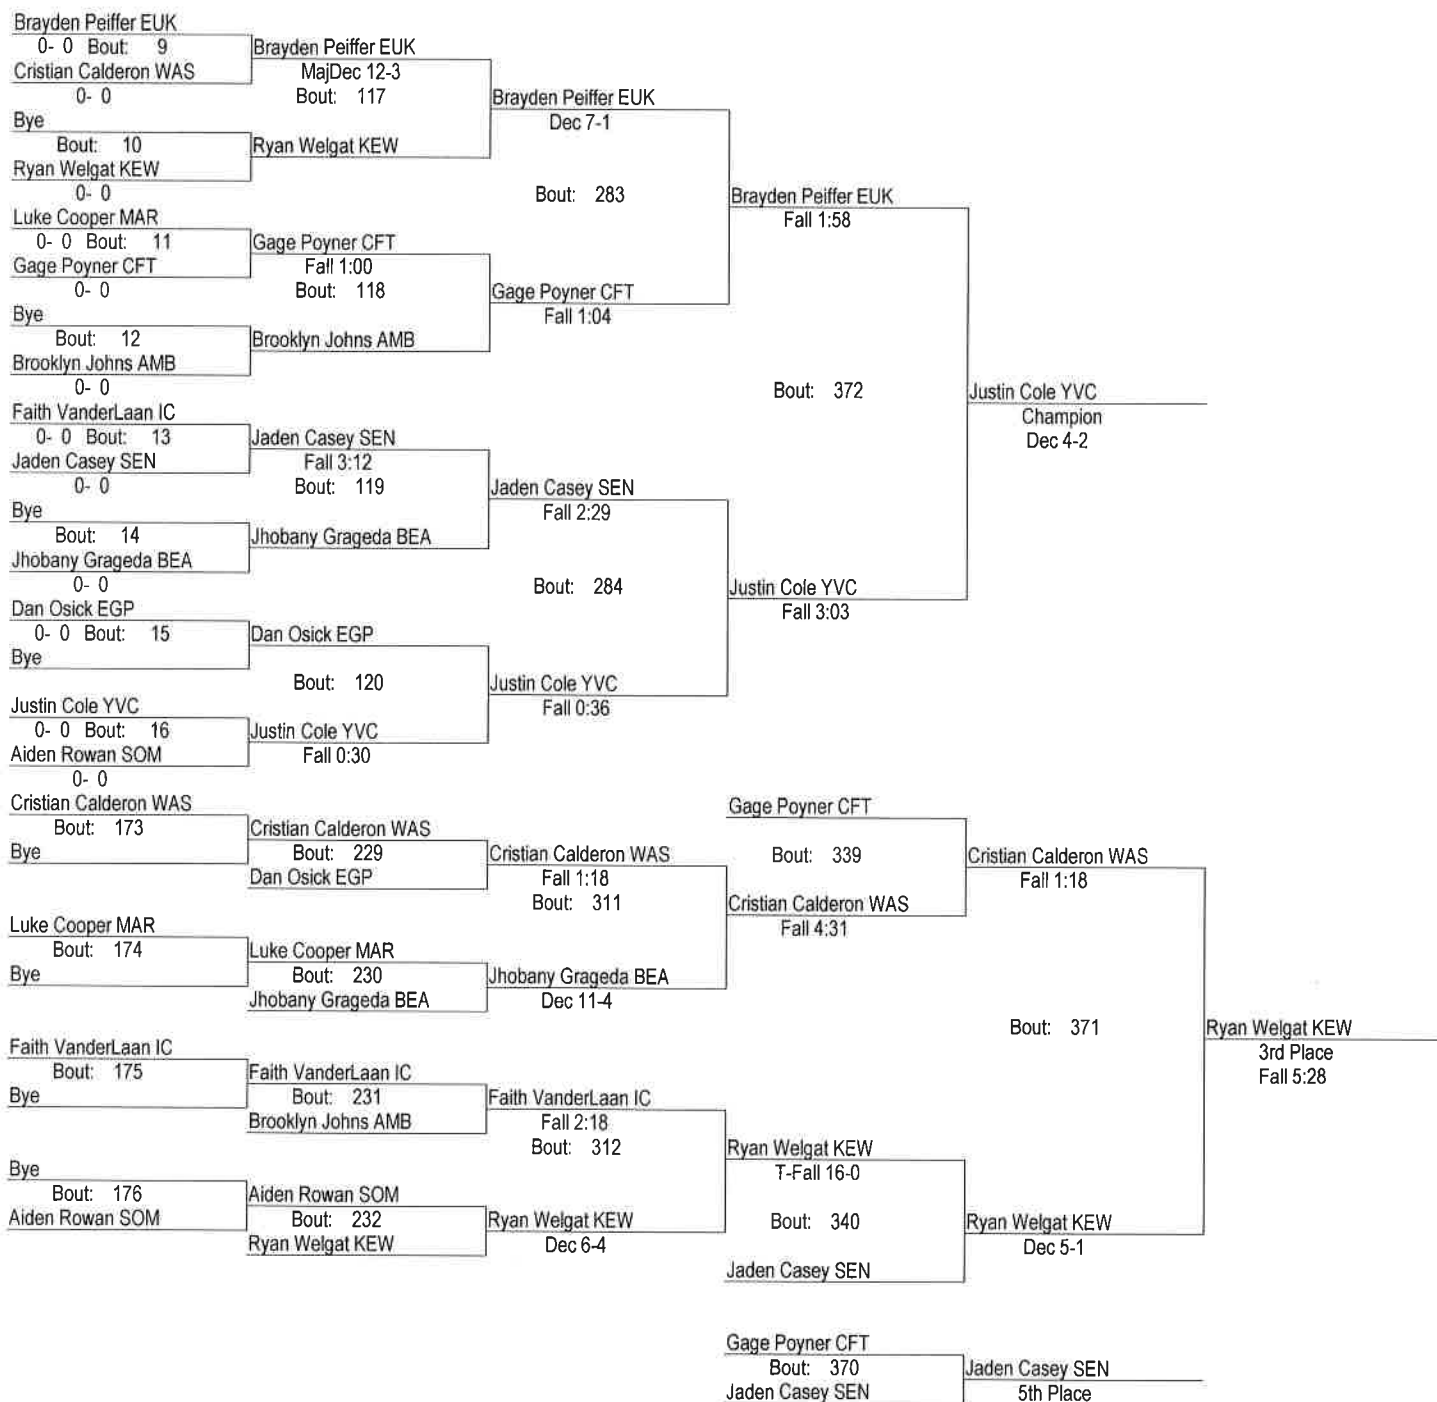 Brayden Peiffer EUK
0- 0 Bout: 9
Cristian Calderon WAS
0- 0
Bye
Bout: 10
Ryan Welgat KEW
0- 0
Luke Cooper MAR
0- 0 Bout: 11
Gage Poyner CFT
0- 0
Bye
Bout: 12
Brooklyn Johns AMB
0- 0
Faith VanderLaan IC
0- 0 Bout: 13
Jaden Casey SEN
0- 0
Bye
Bout: 14
Jhobany Grageda BEA
0- 0
Dan Osick EGP
0- 0 Bout: 15
Bye
Justin Cole YVC
0- 0 Bout: 16
Aiden Rowan SOM
0- 0
Brayden Peiffer EUK
MajDec 12-3
Bout: 117
Ryan Welgat KEW
Gage Poyner CFT
Fall 1:00
Bout: 118
Brooklyn Johns AMB
Jaden Casey SEN
Fall 3:12
Bout: 119
Jhobany Grageda BEA
Dan Osick EGP
Bout: 120
Justin Cole YVC
Fall 0:30
Brayden Peiffer EUK
Dec 7-1
Bout: 283
Gage Poyner CFT
Fall 1:04
Jaden Casey SEN
Fall 2:29
Bout: 284
Justin Cole YVC
Fall 0:36
Brayden Peiffer EUK
Fall 1:58
Bout: 372
Justin Cole YVC
Fall 3:03
Justin Cole YVC
Champion
Dec 4-2
Cristian Calderon WAS
Bout: 173
Bye
Luke Cooper MAR
Bout: 174
Bye
Faith VanderLaan IC
Bout: 175
Bye
Bye
Bout: 176
Aiden Rowan SOM
Cristian Calderon WAS
Bout: 229
Dan Osick EGP
Luke Cooper MAR
Bout: 230
Jhobany Grageda BEA
Faith VanderLaan IC
Bout: 231
Brooklyn Johns AMB
Aiden Rowan SOM
Bout: 232
Ryan Welgat KEW
Cristian Calderon WAS
Fall 1:18
Bout: 311
Jhobany Grageda BEA
Dec 11-4
Faith VanderLaan IC
Fall 2:18
Bout: 312
Ryan Welgat KEW
Dec 6-4
Gage Poyner CFT
Bout: 339
Cristian Calderon WAS
Fall 4:31
Ryan Welgat KEW
T-Fall 16-0
Bout: 340
Jaden Casey SEN
Cristian Calderon WAS
Fall 1:18
Bout: 371
Ryan Welgat KEW
Dec 5-1
Ryan Welgat KEW
3rd Place
Fall 5:28
Gage Poyner CFT
Bout: 370
Jaden Casey SEN
Jaden Casey SEN
5th Place